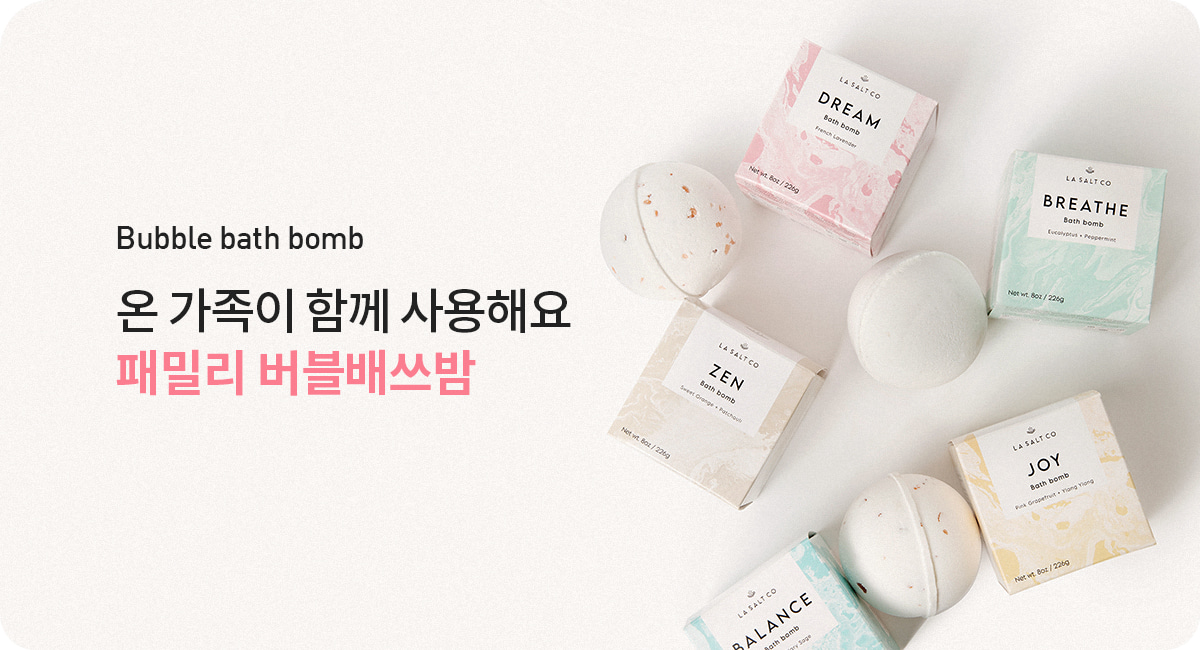 Bubble bath bomb
온 가족이 함께 사용해요
패밀리 버블배쓰밤
LA SALT CO
DREAM
Bath bomb
French Lavender
Net wt. 8oz / 226g
LA SALT CO
BREATHE
Bath bomb
Eucalyptus • Peppermint
Net wt. 8oz / 226g
LA SALT CO
ZEN
Bath bomb
Sweet Orange • Patchouli
Net wt. 8oz / 226g
LA SALT CO
JOY
Bath bomb
Pink Grapefruit • Ylang Ylang
Net wt. 8oz / 226g
LA SALT CO
BALANCE
Bath bomb
Sage